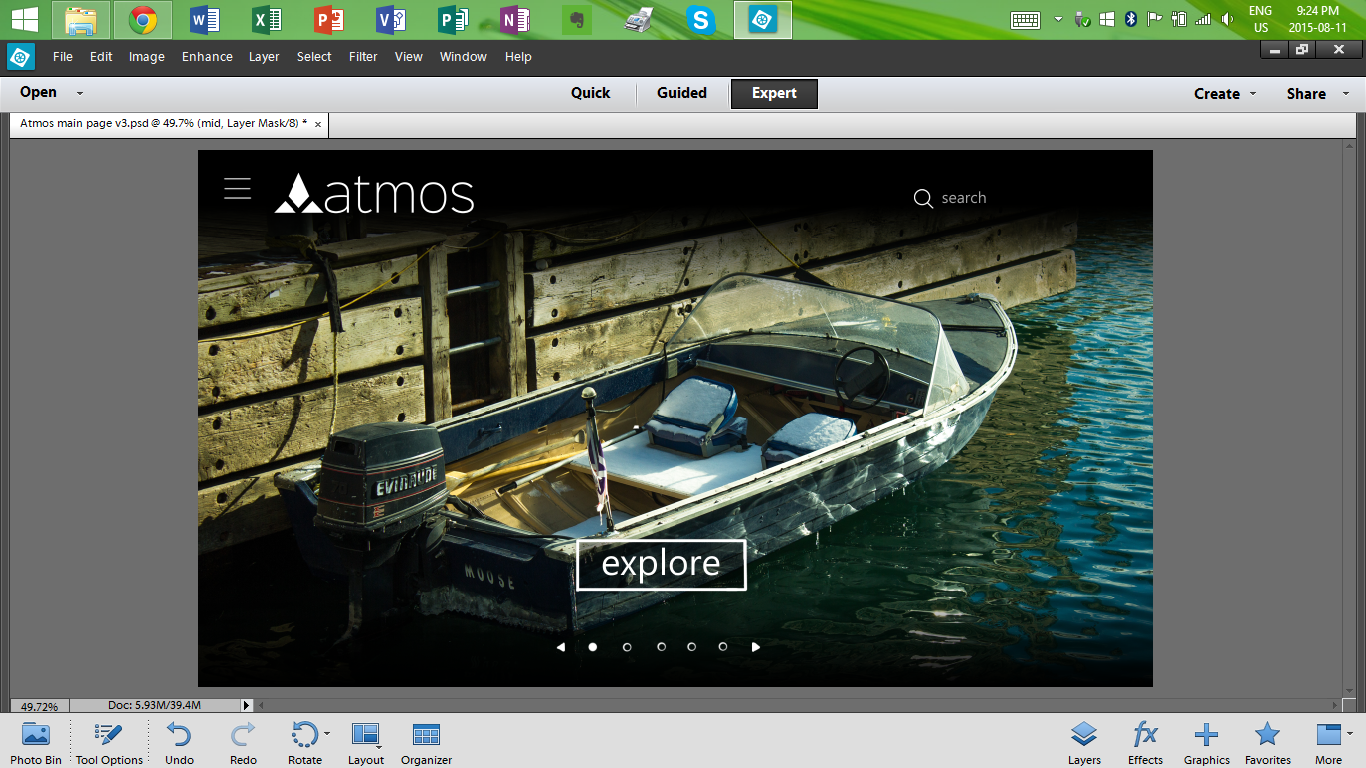 ENG
US
9:24 PM
2015-08-11
File Edit Image Enhance Layer Select Filter View Window Help
Open Quick Guided Expert Create Share
Atmos main page v3.psd @ 49.7% (mid, Layer Mask/8) * ×
atmos
search
EVINRUDE
MOOSE
explore
49.72% Doc: 5.93M/39.4M
Photo Bin Tool Options Undo Redo Rotate Layout Organizer Layers Effects Graphics Favorites More